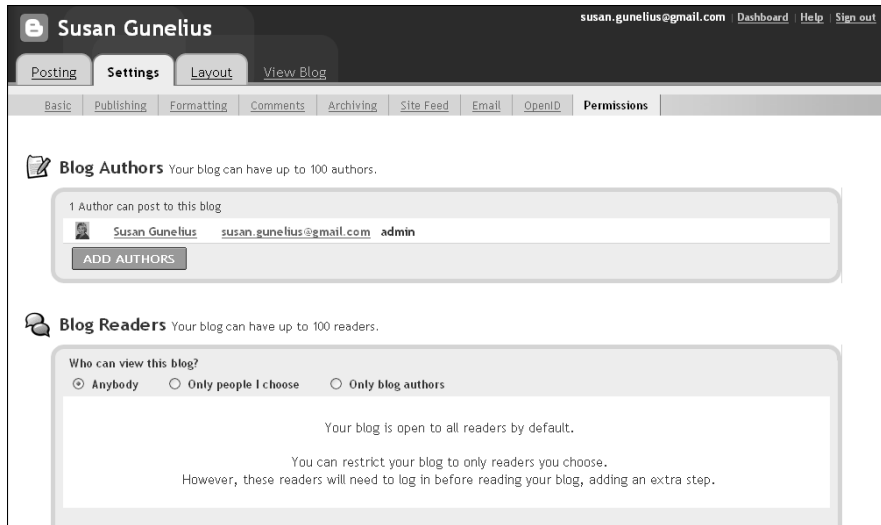 Susan Gunelius
susan.gunelius@gmail.com | Dashboard | Help | Sign out
Posting Settings Layout View Blog
Basic Publishing Formatting Comments Archiving Site Feed Email OpenID Permissions
Blog Authors Your blog can have up to 100 authors.
1 Author can post to this blog
Susan Gunelius susan.gunelius@gmail.com admin
ADD AUTHORS
Blog Readers Your blog can have up to 100 readers.
Who can view this blog?
Anybody Only people I choose Only blog authors
Your blog is open to all readers by default.
You can restrict your blog to only readers you choose.
However, these readers will need to log in before reading your blog, adding an extra step.